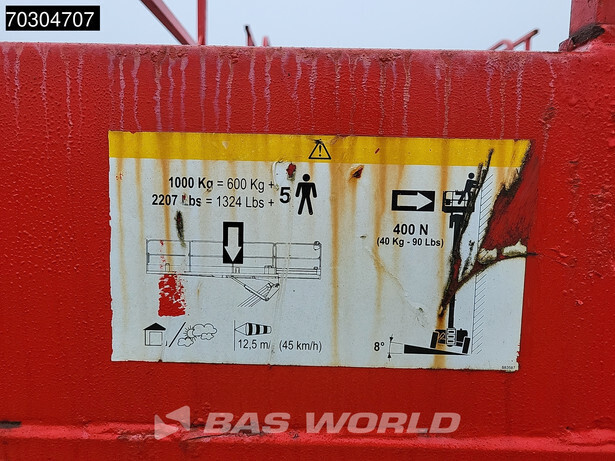 70304707
1000 Kg = 600 Kg +
2207 Lbs = 1324 Lbs +
5
400 N
(40 Kg - 90 Lbs)
12,5 m/ (45 km/h)
8°
BAS WORLD